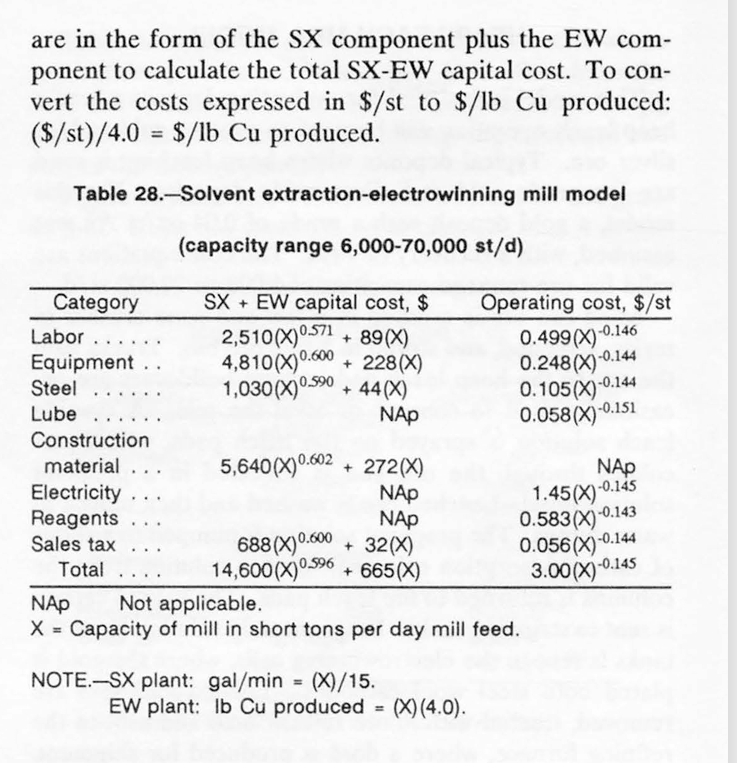 are in the form of the SX component plus the EW com-
ponent to calculate the total SX-EW capital cost. To con-
vert the costs expressed in $/st to $/lb Cu produced:
($/st)/4.0 = $/lb Cu produced.
Table 28.—Solvent extraction-electrowinning mill model
(capacity range 6,000-70,000 st/d)
Category SX + EW capital cost, $ Operating cost, $/st
Labor . . . . . . 2,510(X)^0.571 + 89(X) 0.499(X)^-0.146
Equipment . . . 4,810(X)^0.600 + 228(X) 0.248(X)^-0.144
Steel . . . . . . . 1,030(X)^0.590 + 44(X) 0.105(X)^-0.144
Lube . . . . . . . NAp 0.058(X)^-0.151
Construction
material 5,640(X)^0.602 + 272(X) NAp
Electricity . . . . NAp 1.45(X)^-0.145
Reagents . . . . NAp 0.583(X)^-0.143
Sales tax . . . . 688(X)^0.600 + 32(X) 0.056(X)^-0.144
Total . . . . . 14,600(X)^0.596 + 665(X) 3.00(X)^-0.145
NAp Not applicable.
X = Capacity of mill in short tons per day mill feed.
NOTE.—SX plant: gal/min = (X)/15.
EW plant: lb Cu produced = (X)(4.0).